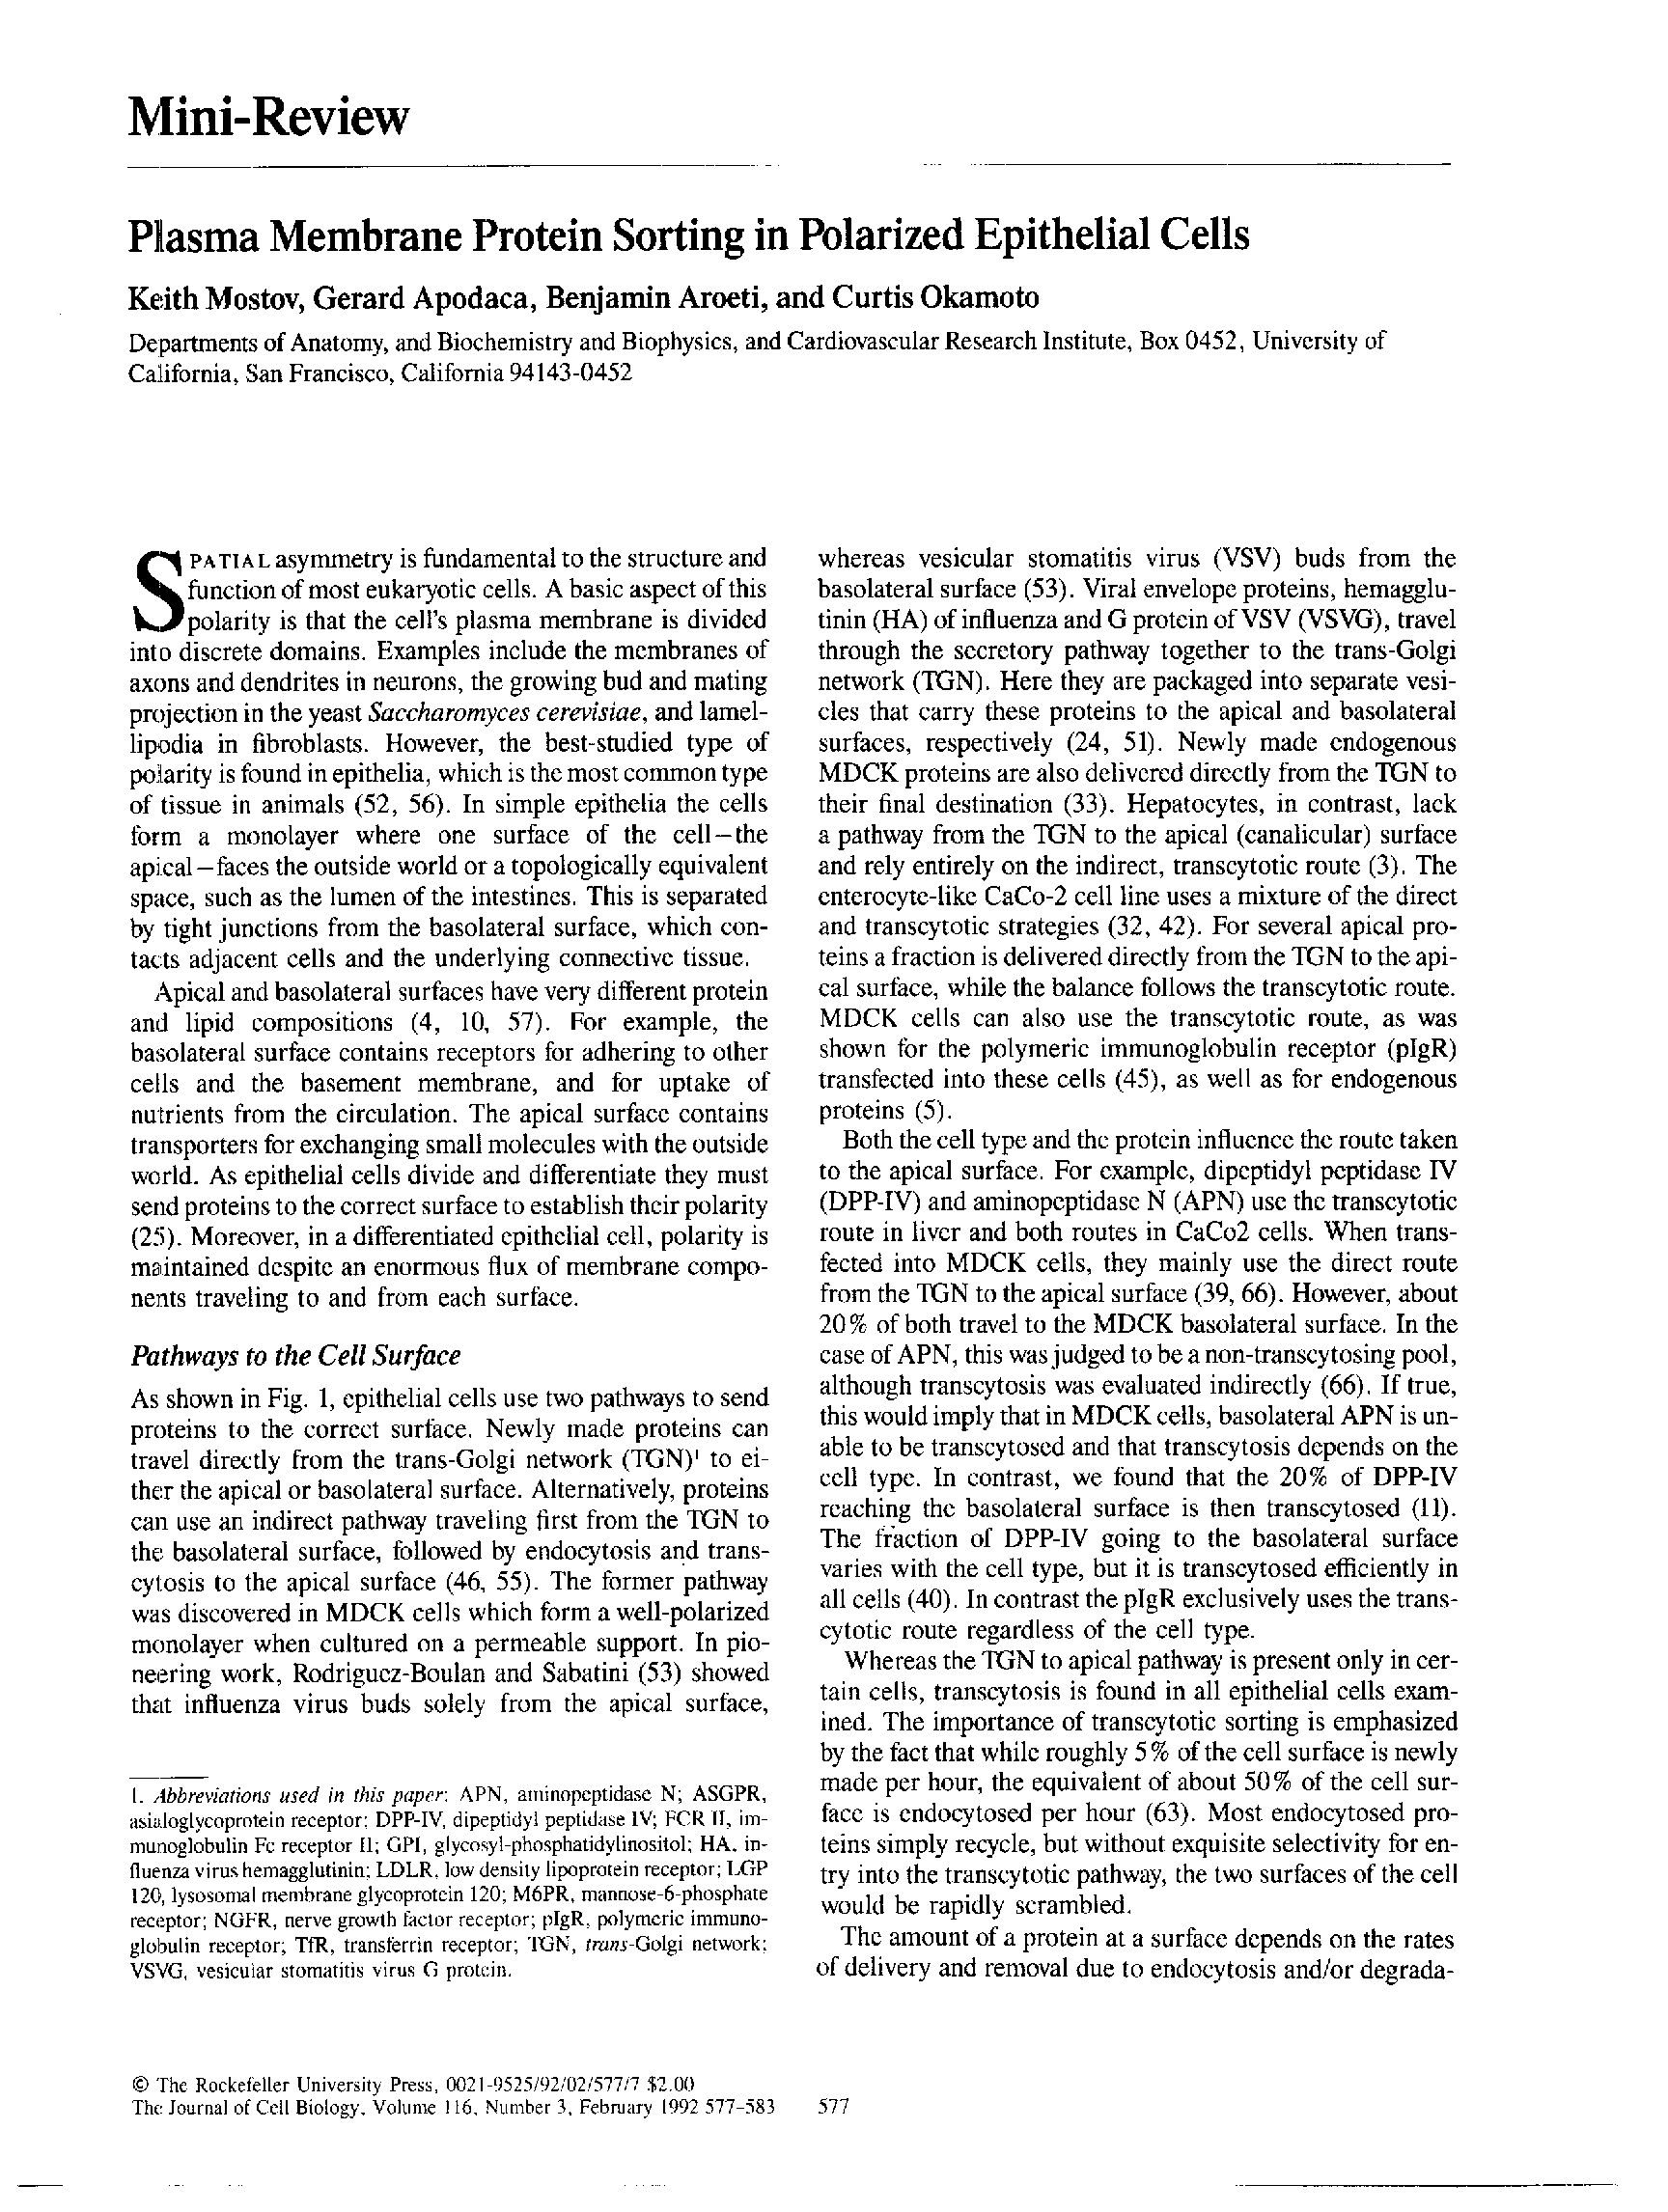 Mini-Review
Plasma Membrane Protein Sorting in Polarized Epithelial Cells
Keith Mostov, Gerard Apodaca, Benjamin Aroeti, and Curtis Okamoto
Departments of Anatomy, and Biochemistry and Biophysics, and Cardiovascular Research Institute, Box 0452, University of
California, San Francisco, California 94143-0452
SPATIAL asymmetry is fundamental to the structure and
function of most eukaryotic cells. A basic aspect of this
polarity is that the cell's plasma membrane is divided
into discrete domains. Examples include the membranes of
axons and dendrites in neurons, the growing bud and mating
projection in the yeast Saccharomyces cerevisiae, and lamel-
lipodia in fibroblasts. However, the best-studied type of
polarity is found in epithelia, which is the most common type
of tissue in animals (52, 56). In simple epithelia the cells
form a monolayer where one surface of the cell–the
apical–faces the outside world or a topologically equivalent
space, such as the lumen of the intestines. This is separated
by tight junctions from the basolateral surface, which con-
tacts adjacent cells and the underlying connective tissue.
Apical and basolateral surfaces have very different protein
and lipid compositions (4, 10, 57). For example, the
basolateral surface contains receptors for adhering to other
cells and the basement membrane, and for uptake of
nutrients from the circulation. The apical surface contains
transporters for exchanging small molecules with the outside
world. As epithelial cells divide and differentiate they must
send proteins to the correct surface to establish their polarity
(25). Moreover, in a differentiated epithelial cell, polarity is
maintained despite an enormous flux of membrane compo-
nents traveling to and from each surface.
Pathways to the Cell Surface
As shown in Fig. 1, epithelial cells use two pathways to send
proteins to the correct surface. Newly made proteins can
travel directly from the trans-Golgi network (TGN)¹ to ei-
ther the apical or basolateral surface. Alternatively, proteins
can use an indirect pathway traveling first from the TGN to
the basolateral surface, followed by endocytosis and trans-
cytosis to the apical surface (46, 55). The former pathway
was discovered in MDCK cells which form a well-polarized
monolayer when cultured on a permeable support. In pio-
neering work, Rodriguez-Boulan and Sabatini (53) showed
that influenza virus buds solely from the apical surface,
1. Abbreviations used in this paper: APN, aminopeptidase N; ASGPR,
asialoglycoprotein receptor; DPP-IV, dipeptidyl peptidase IV; FCR II, im-
munoglobulin Fc receptor II; GPI, glycosyl-phosphatidylinositol; HA, in-
fluenza virus hemagglutinin; LDLR, low density lipoprotein receptor; LGP
120, lysosomal membrane glycoprotein 120; M6PR, mannose-6-phosphate
receptor; NGFR, nerve growth factor receptor; pIgR, polymeric immuno-
globulin receptor; TfR, transferrin receptor; TGN, trans-Golgi network;
VSVG, vesicular stomatitis virus G protein.
whereas vesicular stomatitis virus (VSV) buds from the
basolateral surface (53). Viral envelope proteins, hemagglu-
tinin (HA) of influenza and G protein of VSV (VSVG), travel
through the secretory pathway together to the trans-Golgi
network (TGN). Here they are packaged into separate vesi-
cles that carry these proteins to the apical and basolateral
surfaces, respectively (24, 51). Newly made endogenous
MDCK proteins are also delivered directly from the TGN to
their final destination (33). Hepatocytes, in contrast, lack
a pathway from the TGN to the apical (canalicular) surface
and rely entirely on the indirect, transcytotic route (3). The
enterocyte-like CaCo-2 cell line uses a mixture of the direct
and transcytotic strategies (32, 42). For several apical pro-
teins a fraction is delivered directly from the TGN to the api-
cal surface, while the balance follows the transcytotic route.
MDCK cells can also use the transcytotic route, as was
shown for the polymeric immunoglobulin receptor (pIgR)
transfected into these cells (45), as well as for endogenous
proteins (5).
Both the cell type and the protein influence the route taken
to the apical surface. For example, dipeptidyl peptidase IV
(DPP-IV) and aminopeptidase N (APN) use the transcytotic
route in liver and both routes in CaCo2 cells. When trans-
fected into MDCK cells, they mainly use the direct route
from the TGN to the apical surface (39, 66). However, about
20% of both travel to the MDCK basolateral surface. In the
case of APN, this was judged to be a non-transcytosing pool,
although transcytosis was evaluated indirectly (66). If true,
this would imply that in MDCK cells, basolateral APN is un-
able to be transcytosed and that transcytosis depends on the
cell type. In contrast, we found that the 20% of DPP-IV
reaching the basolateral surface is then transcytosed (11).
The fraction of DPP-IV going to the basolateral surface
varies with the cell type, but it is transcytosed efficiently in
all cells (40). In contrast the pIgR exclusively uses the trans-
cytotic route regardless of the cell type.
Whereas the TGN to apical pathway is present only in cer-
tain cells, transcytosis is found in all epithelial cells exam-
ined. The importance of transcytotic sorting is emphasized
by the fact that while roughly 5% of the cell surface is newly
made per hour, the equivalent of about 50% of the cell sur-
face is endocytosed per hour (63). Most endocytosed pro-
teins simply recycle, but without exquisite selectivity for en-
try into the transcytotic pathway, the two surfaces of the cell
would be rapidly scrambled.
The amount of a protein at a surface depends on the rates
of delivery and removal due to endocytosis and/or degrada-
© The Rockefeller University Press, 0021-9525/92/02/577/7 $2.00
The Journal of Cell Biology, Volume 116, Number 3, February 1992 577-583
577